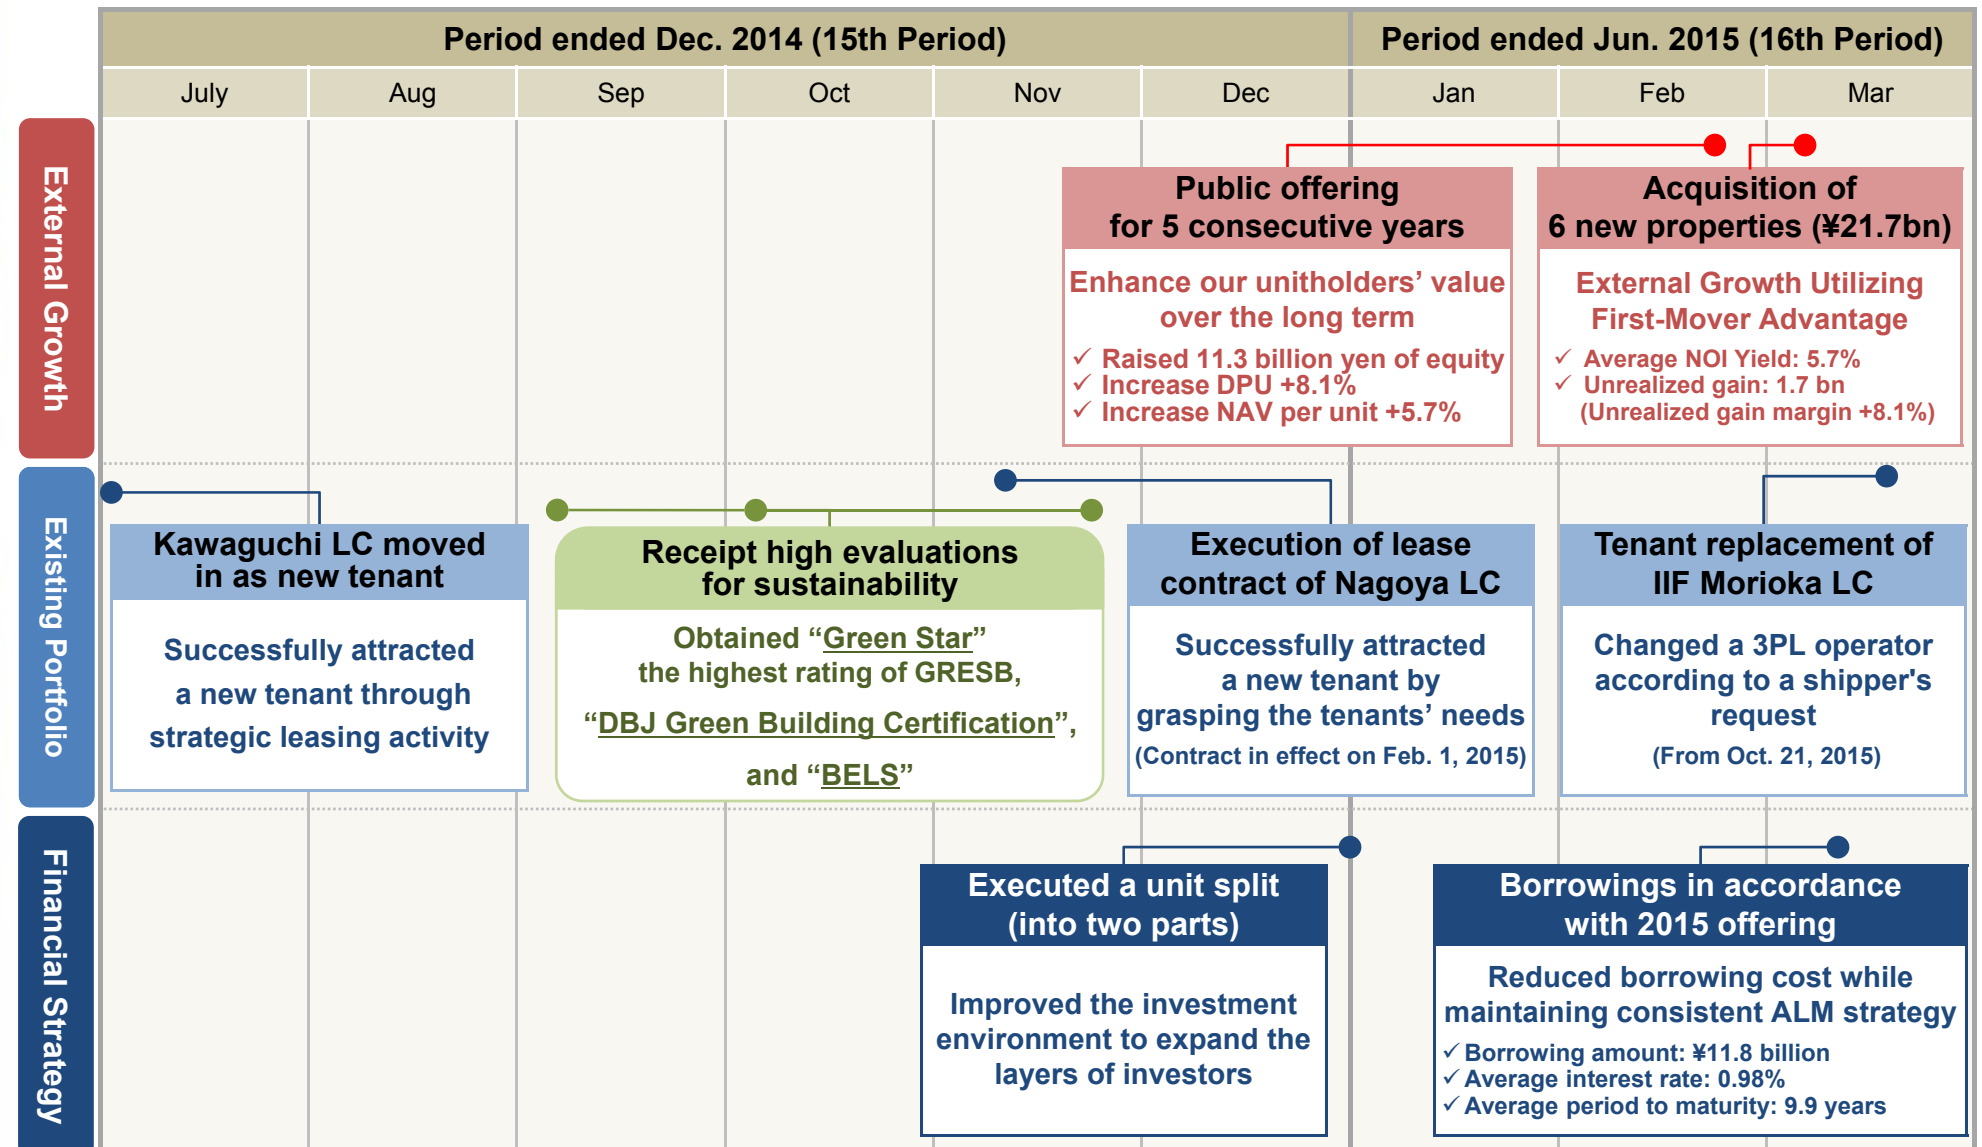 Period ended Dec. 2014 (15th Period)
Period ended Jun. 2015 (16th Period)
July
Aug
Sep
Oct
Nov
Dec
Jan
Feb
Mar
External Growth
Public offering
for 5 consecutive years
Enhance our unitholders’ value
over the long term
✓ Raised 11.3 billion yen of equity
✓ Increase DPU +8.1%
✓ Increase NAV per unit +5.7%
Acquisition of
6 new properties (¥21.7bn)
External Growth Utilizing
First-Mover Advantage
✓ Average NOI Yield: 5.7%
✓ Unrealized gain: 1.7 bn
(Unrealized gain margin +8.1%)
Existing Portfolio
Kawaguchi LC moved
in as new tenant
Successfully attracted
a new tenant through
strategic leasing activity
Receipt high evaluations
for sustainability
Obtained “Green Star”
the highest rating of GRESB,
“DBJ Green Building Certification”,
and “BELS”
Execution of lease
contract of Nagoya LC
Successfully attracted
a new tenant by
grasping the tenants’ needs
(Contract in effect on Feb. 1, 2015)
Tenant replacement of
IIF Morioka LC
Changed a 3PL operator
according to a shipper's
request
(From Oct. 21, 2015)
Financial Strategy
Executed a unit split
(into two parts)
Improved the investment
environment to expand the
layers of investors
Borrowings in accordance
with 2015 offering
Reduced borrowing cost while
maintaining consistent ALM strategy
✓ Borrowing amount: ¥11.8 billion
✓ Average interest rate: 0.98%
✓ Average period to maturity: 9.9 years